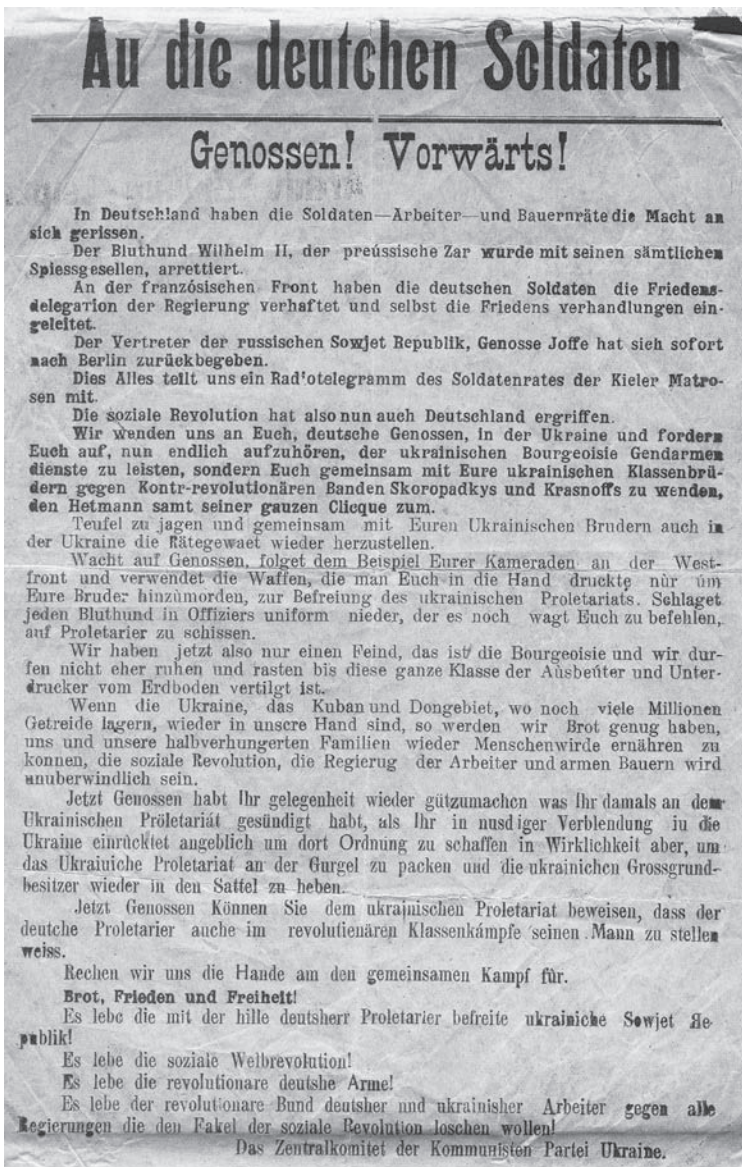 Au die deutchen Soldaten
Genossen! Vorwärts!
In Deutschland haben die Soldaten—Arbeiter—und Bauernräte die Macht an
sich gerissen.
Der Bluthund Wilhelm II, der preússische Zar wurde mit seinen sämtlichen
Spiessgesellen, arrettiert.
An der französischen Front haben die deutschen Soldaten die Friedens-
delegation der Regierung verhaftet und selbst die Friedens verhandlungen ein-
geleitet.
Der Vertreter der russischen Sowjet Republik, Genosse Joffe hat sich sofort
nach Berlin zurückbegeben.
Dies Alles teilt uns ein Rad'otelegramm des Soldatenrates der Kieler Matro-
sen mit.
Die soziale Revolution hat also nun auch Deutschland ergriffen.
Wir wenden uns an Euch, deutsche Genossen, in der Ukraine und fordern
Euch auf, nun endlich aufzuhören, der ukrainischen Bourgeoisie Gendarmen
dienste zu leisten, sondern Euch gemeinsam mit Eure ukrainischen Klassenbrü-
dern gegen Kontr-revolutionären Banden Skoropadkys und Krasnoffs zu wenden,
den Hetmann samt seiner gauzen Clicque zum.
Teufel zu jagen und gemeinsam mit Euren Ukrainischen Brudern auch in
der Ukraine die Rätegewaet wieder herzustellen.
Wacht auf Genossen, folget dem Beispiel Eurer Kameraden an der West-
front und verwendet die Waffen, die man Euch in die Hand druckte nùr úm
Eure Bruder hinzùmorden, zur Befreiung des ukrainischen Proletariats. Schlaget
jeden Bluthund in Offiziers uniform nieder, der es noch wagt Euch zu befehlen,
auf Proletarier zu schissen.
Wir haben jetzt also nur einen Feind, das ist die Bourgeoisie und wir dur-
fen nicht eher ruhen und rasten bis diese ganze Klasse der Aùsbeúter und Unter-
drucker vom Erdboden vertilgt ist.
Wenn die Ukraine, das Kuban und Dongebiet, wo noch viele Millionen
Getreide lagern, wieder in unsere Hand sind, so werden wir Brot genug haben,
uns und unsere halbverhungerten Familien wieder Menschenwirde ernähren zu
konnen, die soziale Revolution, die Regierug der Arbeiter und armen Bauern wird
unuberwindlich sein.
Jetzt Genossen habt Ihr gelegenheit wieder gützumachen was Ihr damals an dem
Ukrainischen Próletariát gesündigt habt, als Ihr in nusdiger Verblendung iu die
Ukraine einrücktet angeblich um dort Ordnung zu schaffen in Wirklichkeit aber, um
das Ukraiuiche Proletariat an der Gurgel zu packen und die ukrainichen Grossgrund-
besitzer wieder in den Sattel zu heben.
Jetzt Genossen Können Sie dem ukrainischen Proletariat beweisen, dass der
deutche Proletarier auche im revolutienären Klassenkámpfe seinen Mann zu stellen
weiss.
Rechen wir uns die Hande am den gemeinsamen Kampf für.
Brot, Frieden und Freiheit!
Es lebe die mit der hille deutsherr Proletarier befreite ukrainiche Sowjet Re-
publik!
Es lebe die soziale Welbrevolution!
Es lebe die revolutionare deutshe Arme!
Es lebe der revolutionare Bund deutsher und ukrainisher Arbeiter gegen alle
Regierungen die den Fakel der soziale Revolution loschen wollen!
Das Zentralkomitet der Kommunisten Partei Ukraine.